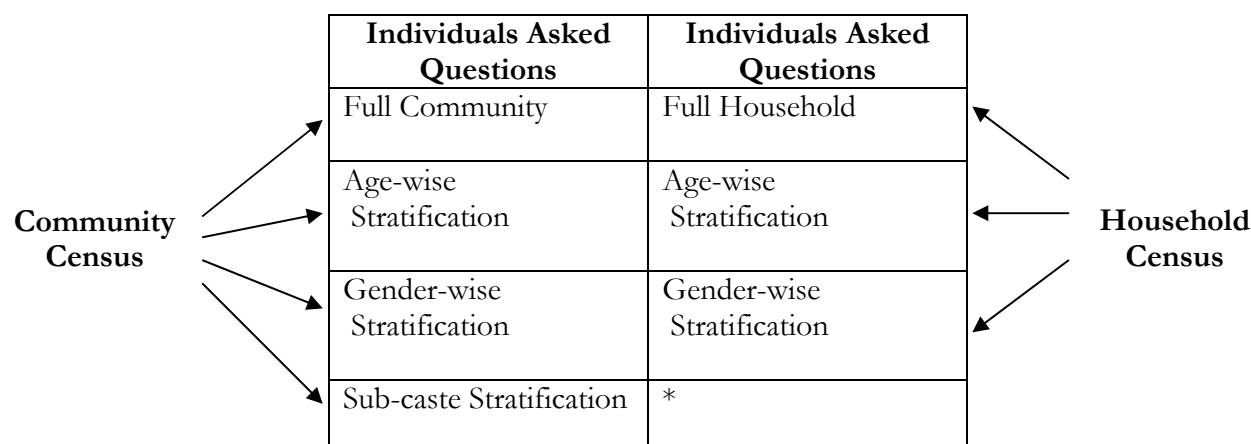 Individuals Asked
Questions
Individuals Asked
Questions
Full Community
Full Household
Age-wise
Stratification
Age-wise
Stratification
Community
Census
Household
Census
Gender-wise
Stratification
Gender-wise
Stratification
Sub-caste Stratification
*